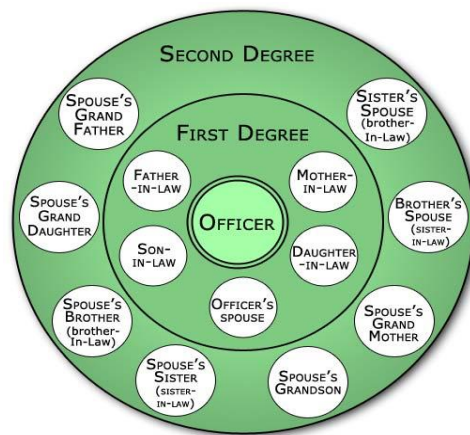 SECOND DEGREE
SPOUSE'S
GRAND
FATHER
SISTER'S
SPOUSE
(brother-
In-Law)
FIRST DEGREE
FATHER
-IN-LAW
MOTHER-
IN-LAW
OFFICER
SPOUSE'S
GRAND
DAUGHTER
BROTHER'S
SPOUSE
(SISTER-
IN-LAW)
SON-
IN-LAW
DAUGHTER
-IN-LAW
OFFICER'S
SPOUSE
SPOUSE'S
BROTHER
(brother-
In-Law)
SPOUSE'S
GRAND
MOTHER
SPOUSE'S
SISTER
(SISTER-
IN-LAW)
SPOUSE'S
GRANDSON